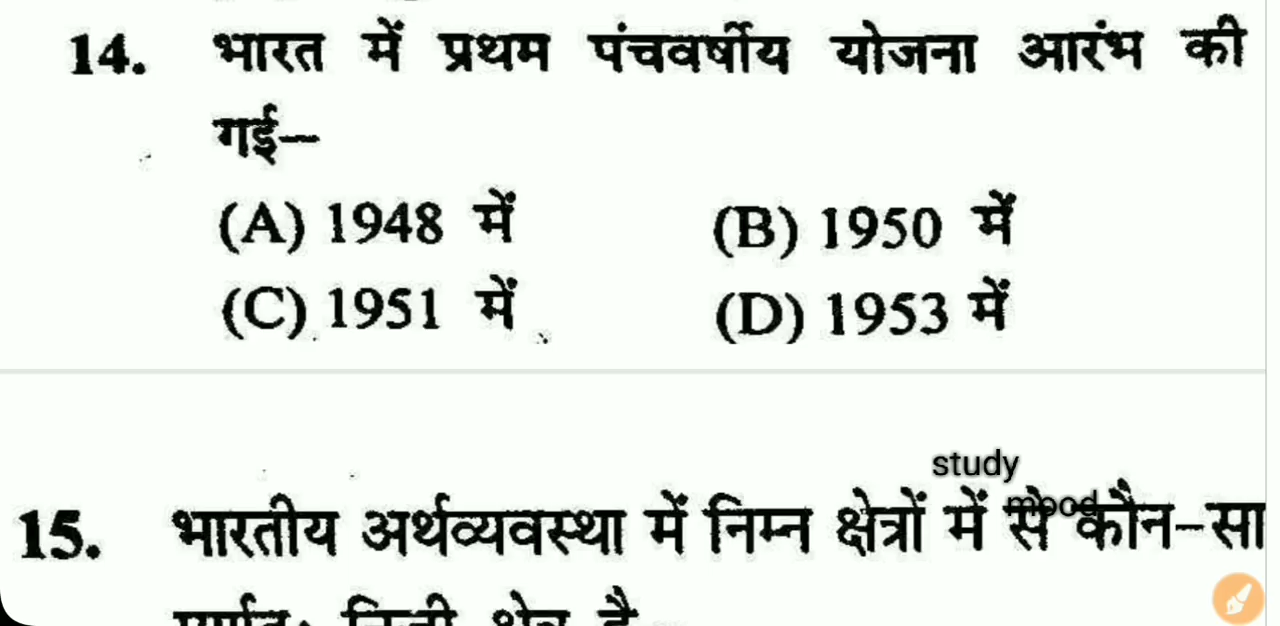 14. भारत में प्रथम पंचवर्षीय योजना आरंभ की
गई–
(A) 1948 में (B) 1950 में
(C) 1951 में (D) 1953 में
study
mood
15. भारतीय अर्थव्यवस्था में निम्न क्षेत्रों में से कौन-सा